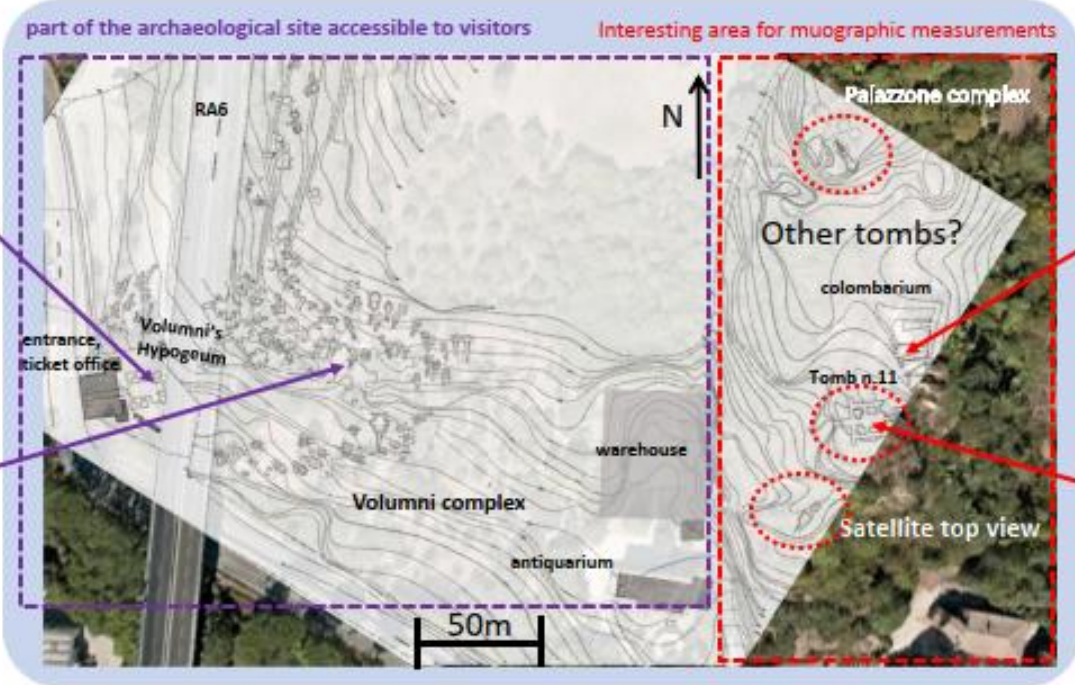 part of the archaeological site accessible to visitors
Interesting area for muographic measurements
RA6
N
Palazzone complex
Other tombs?
colombarium
Volumni's
Hypogeum
entrance,
ticket office
Tomb n.11
warehouse
Volumni complex
Satellite top view
antiquarium
50m